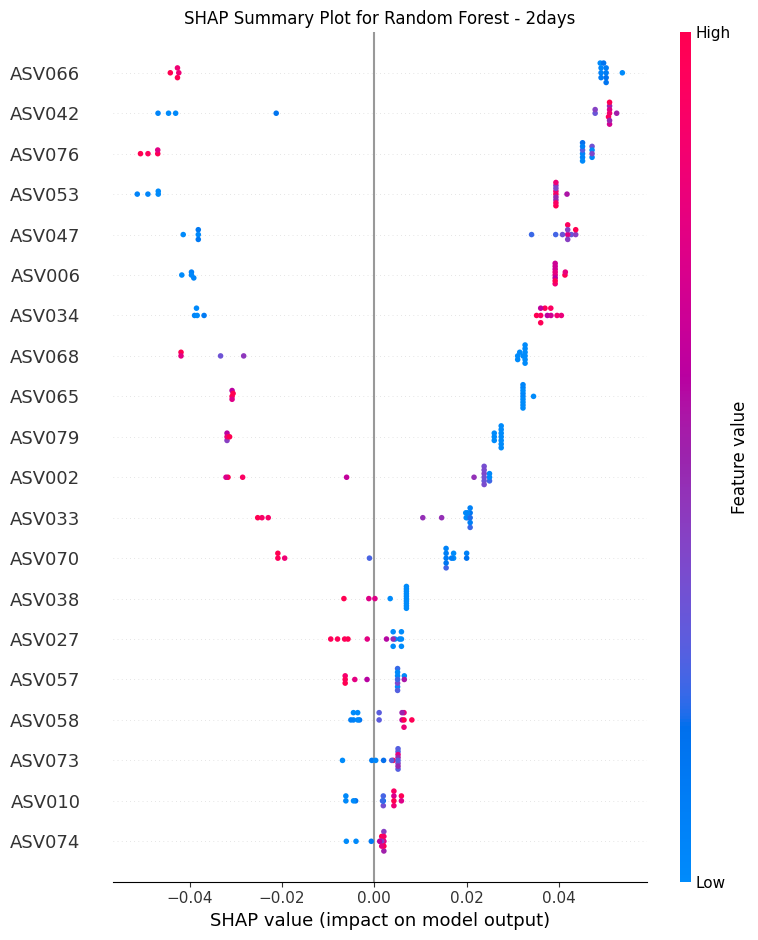 SHAP Summary Plot for Random Forest - 2days
High
ASV066
ASV042
ASV076
ASV053
ASV047
ASV006
ASV034
ASV068
ASV065
ASV079
ASV002
ASV033
ASV070
ASV038
ASV027
ASV057
ASV058
ASV073
ASV010
ASV074
Feature value
Low
−0.04 −0.02 0.00 0.02 0.04
SHAP value (impact on model output)